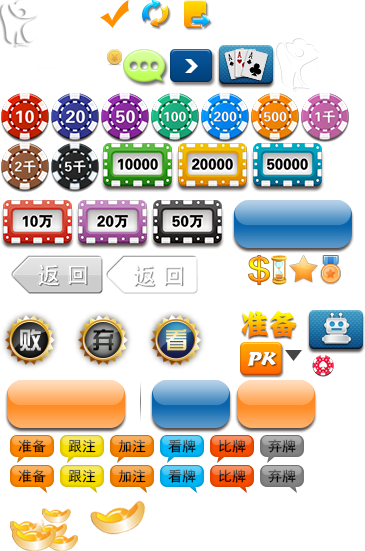 10 20 50 100 200 500 1千
2千 5千 10000 20000 50000
10万 20万 50万
返回 返回
败 弃 看 准备
PK
准备 跟注 加注 看牌 比牌 弃牌
准备 跟注 加注 看牌 比牌 弃牌